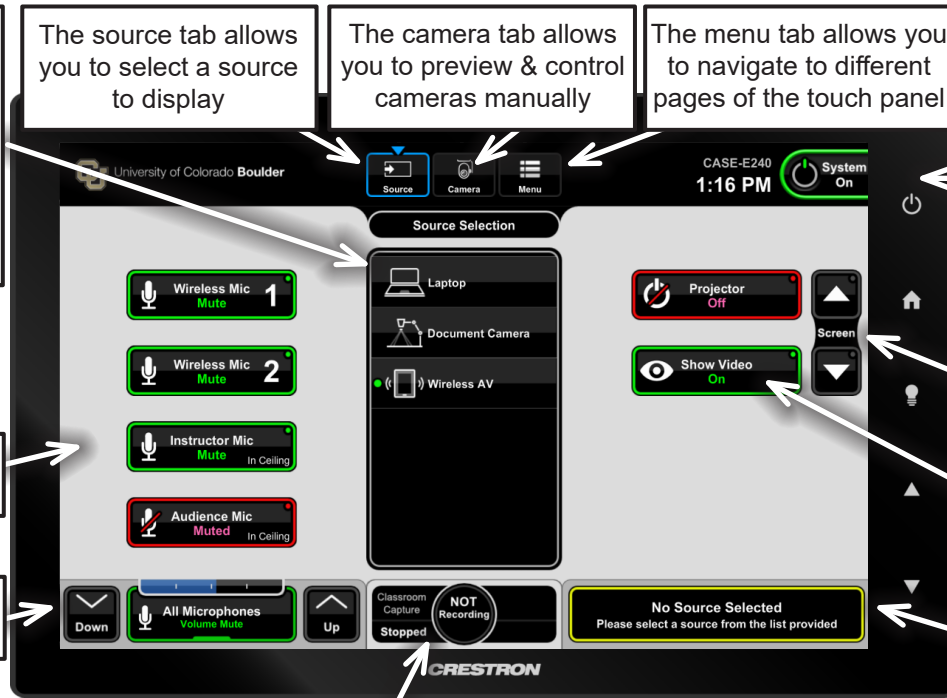 The source tab allows
you to select a source
to display
The camera tab allows
you to preview & control
cameras manually
The menu tab allows you
to navigate to different
pages of the touch panel
University of Colorado Boulder
Source
Camera
Menu
CASE-E240
1:16 PM
System
On
Source Selection
Wireless Mic
Mute
1
Wireless Mic
Mute
2
Instructor Mic
Mute
In Ceiling
Audience Mic
Muted
In Ceiling
Laptop
Document Camera
Wireless AV
Projector
Off
Show Video
On
Screen
Down
All Microphones
Volume Mute
Up
Classroom
Capture
Stopped
NOT
Recording
No Source Selected
Please select a source from the list provided
CRESTRON